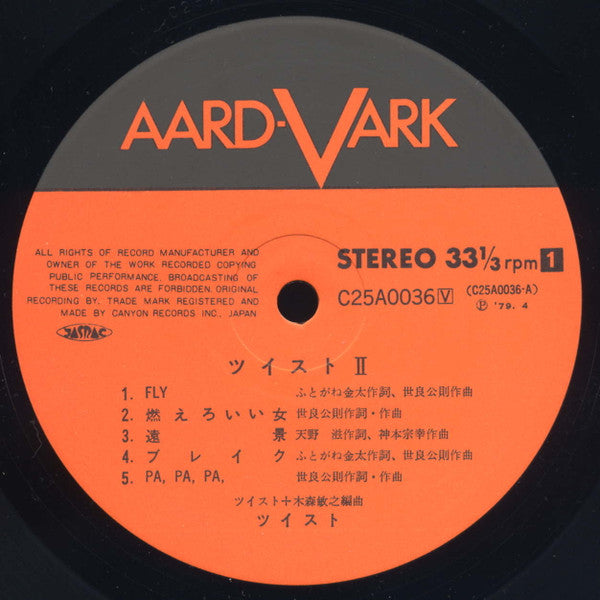 AARD-VARK
ALL RIGHTS OF RECORD MANUFACTURER AND
OWNER OF THE WORK RECORDED COPYING
PUBLIC PERFORMANCE. BROADCASTING OF
THESE RECORDS ARE FORBIDDEN. ORIGINAL
RECORDING BY. TRADE MARK REGISTERED AND
MADE BY CANYON RECORDS INC., JAPAN
JASRAC
STEREO 33 1/3 rpm 1
C25A0036 V (C25A0036-A)
Ⓟ '79. 4
ツイスト II
1. FLY ふとがね金太作詞、世良公則作曲
2. 燃えろいい女 世良公則作詞・作曲
3. 遠景 天野 滋作詞、神本宗幸作曲
4. ブレイク ふとがね金太作詞、世良公則作曲
5. PA, PA, PA, 世良公則作詞・作曲
ツイスト+木森敏之編曲
ツイスト